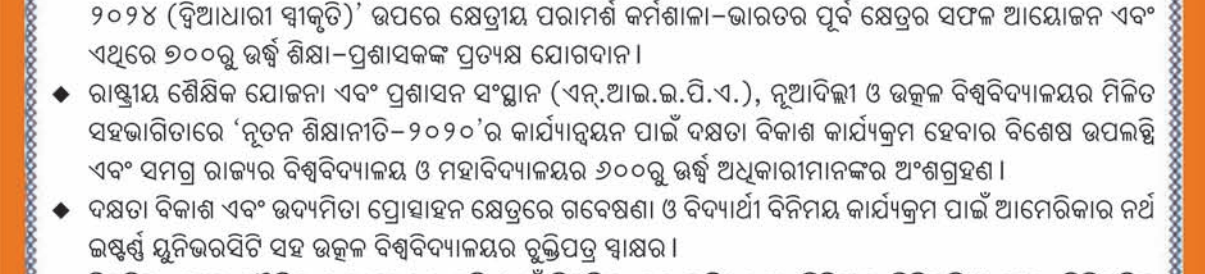 ୨୦୨୪ (ଦ୍ୱିଆଧାରୀ ସ୍ୱୀକୃତି)' ଉପରେ କ୍ଷେତ୍ରୀୟ ପରାମର୍ଶ କର୍ମଶାଳା-ଭାରତର ପୂର୍ବ କ୍ଷେତ୍ରର ସଫଳ ଆୟୋଜନ ଏବଂ
ଏଥିରେ ୭୦୦ରୁ ଉର୍ଦ୍ଧ୍ୱ ଶିକ୍ଷା-ପ୍ରଶାସକଙ୍କ ପ୍ରତ୍ୟକ୍ଷ ଯୋଗଦାନ।
◆ ରାଷ୍ଟ୍ରୀୟ ଶୈକ୍ଷିକ ଯୋଜନା ଏବଂ ପ୍ରଶାସନ ସଂସ୍ଥାନ (ଏନ୍.ଆଇ.ଇ.ପି.ଏ.), ନୂଆଦିଲ୍ଲୀ ଓ ଉତ୍କଳ ବିଶ୍ୱବିଦ୍ୟାଳୟର ମିଳିତ
ସହଭାଗିତାରେ ‘ନୂତନ ଶିକ୍ଷାନୀତି-୨୦୨୦’ର କାର୍ଯ୍ୟାନ୍ୱୟନ ପାଇଁ ଦକ୍ଷତା ବିକାଶ କାର୍ଯ୍ୟକ୍ରମ ହେବାର ବିଶେଷ ଉପଲବ୍ଧି
ଏବଂ ସମଗ୍ର ରାଜ୍ୟର ବିଶ୍ୱବିଦ୍ୟାଳୟ ଓ ମହାବିଦ୍ୟାଳୟର ୬୦୦ରୁ ଊର୍ଦ୍ଧ୍ୱ ଅଧିକାରୀମାନଙ୍କର ଅଂଶଗ୍ରହଣ।
◆ ଦକ୍ଷତା ବିକାଶ ଏବଂ ଉଦ୍ୟମିତା ପ୍ରୋତ୍ସାହନ କ୍ଷେତ୍ରରେ ଗବେଷଣା ଓ ବିଦ୍ୟାର୍ଥୀ ବିନିମୟ କାର୍ଯ୍ୟକ୍ରମ ପାଇଁ ଆମେରିକାର ନର୍ଥ
ଇଷ୍ଟର୍ଣ୍ଣ ୟୁନିଭରସିଟି ସହ ଉତ୍କଳ ବିଶ୍ୱବିଦ୍ୟାଳୟର ଚୁକ୍ତିପତ୍ର ସ୍ୱାକ୍ଷର।